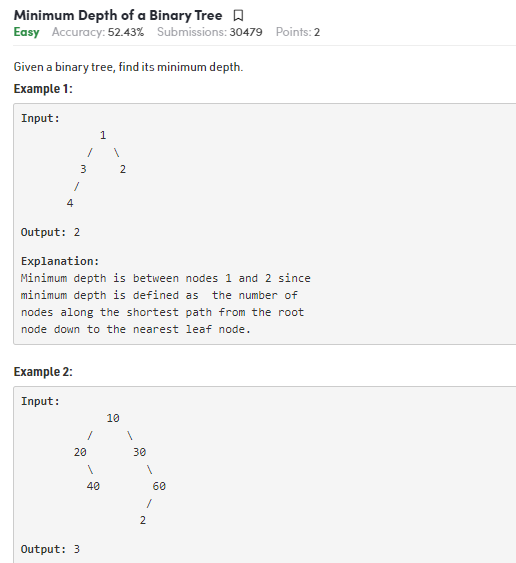 Minimum Depth of a Binary Tree
Easy Accuracy: 52.43% Submissions: 30479 Points: 2
Given a binary tree, find its minimum depth.
Example 1:
Input:
1
/ \
3 2
/
4
Output: 2
Explanation:
Minimum depth is between nodes 1 and 2 since
minimum depth is defined as the number of
nodes along the shortest path from the root
node down to the nearest leaf node.
Example 2:
Input:
10
/ \
20 30
\ \
40 60
/
2
Output: 3